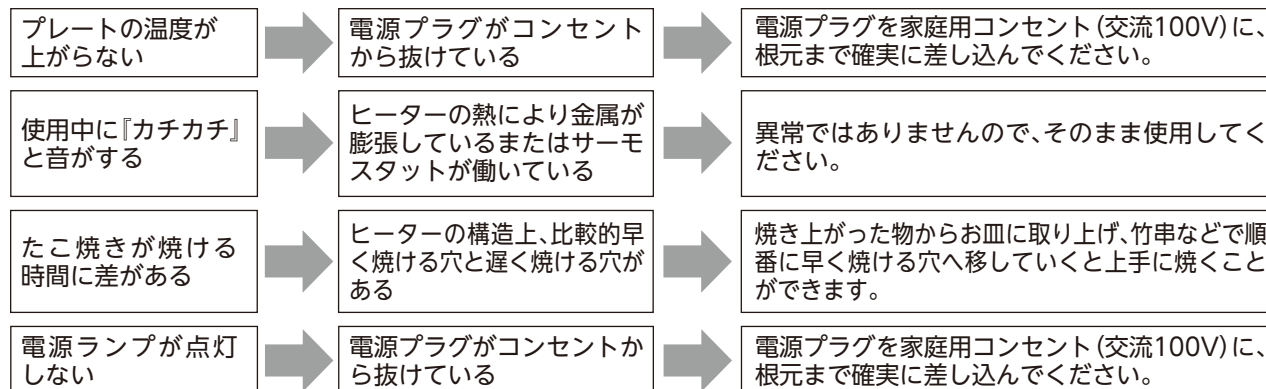 プレートの温度が
上がらない
電源プラグがコンセント
から抜けている
電源プラグを家庭用コンセント(交流100V)に、
根元まで確実に差し込んでください。
使用中に『カチカチ』
と音がする
ヒーターの熱により金属が
膨張しているまたはサーモ
スタットが働いている
異常ではありませんので、そのまま使用してく
ださい。
たこ焼きが焼ける
時間に差がある
ヒーターの構造上、比較的早
く焼ける穴と遅く焼ける穴が
ある
焼き上がった物からお皿に取り上げ、竹串などで順
番に早く焼ける穴へ移していくと上手に焼くこと
ができます。
電源ランプが点灯
しない
電源プラグがコンセントか
ら抜けている
電源プラグを家庭用コンセント(交流100V)に、
根元まで確実に差し込んでください。